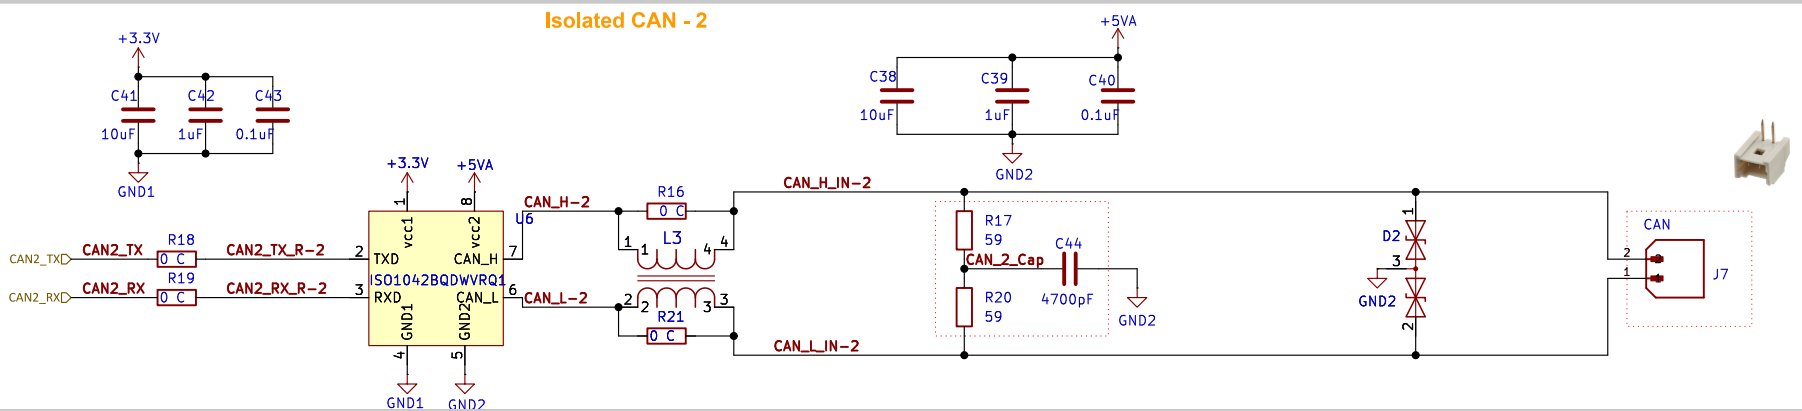 Isolated CAN - 2
+3.3V
C41
C42
C43
10uF
1uF
0.1uF
GND1
+5VA
C38
C39
C40
10uF
1uF
0.1uF
GND2
+3.3V
+5VA
1
8
vcc1
vcc2
U6
CAN2_TX
CAN2_TX
R18
0 C
CAN2_TX_R-2
2
TXD
CAN_H
7
ISO1042BQDWVRQ1
CAN2_RX
CAN2_RX
R19
0 C
CAN2_RX_R-2
3
RXD
CAN_L
6
GND1
GND2
4
5
GND1
GND2
CAN_H-2
R16
0 C
1
1
L3
4
4
CAN_L-2
2
2
3
3
R21
0 C
CAN_H_IN-2
CAN_L_IN-2
R17
59
CAN_2_Cap
C44
4700pF
GND2
R20
59
1
D2
3
GND2
2
CAN
2
2
1
1
J7